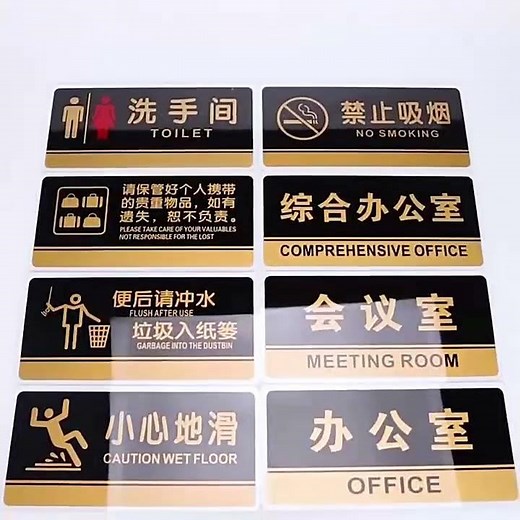 洗手间
TOILET
禁止吸烟
NO SMOKING
请保管好个人携带
的贵重物品，如有
遗失，恕不负责。
PLEASE TAKE CARE OF YOUR VALUABLES
NOT RESPONSIBLE FOR THE LOST
综合办公室
COMPREHENSIVE OFFICE
便后请冲水
FLUSH AFTER USE
垃圾入纸篓
GARBAGE INTO THE DUSTBIN
会议室
MEETING ROOM
小心地滑
CAUTION WET FLOOR
办公室
OFFICE